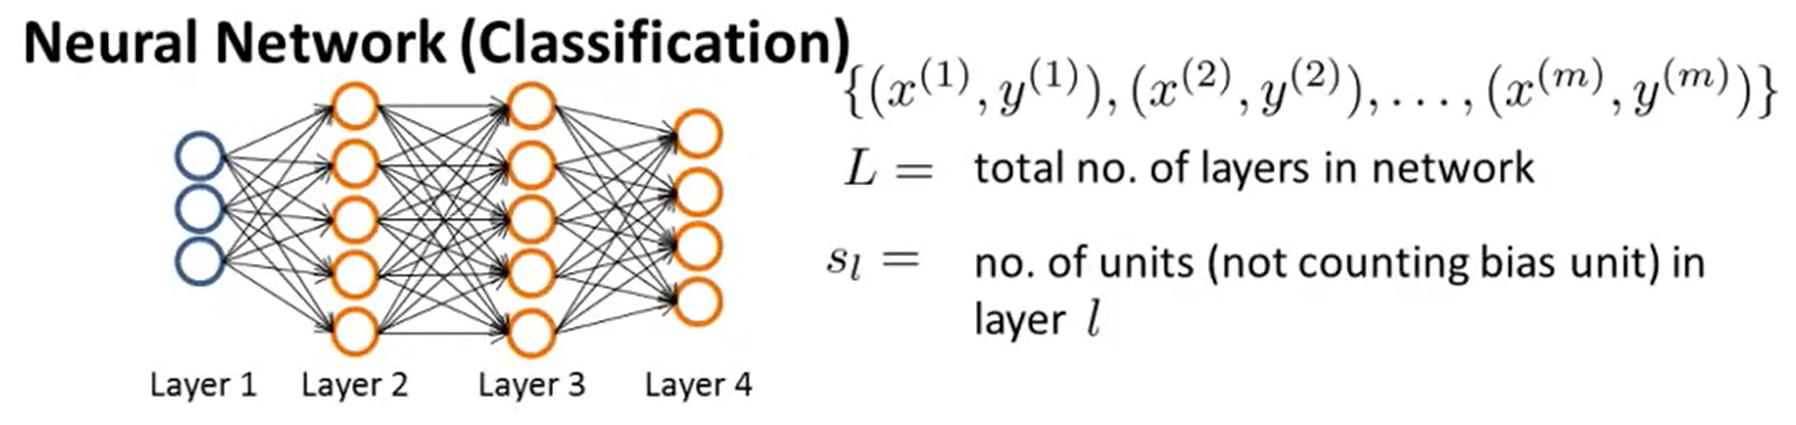 Neural Network (Classification)
{(x^(1), y^(1)), (x^(2), y^(2)), . . . , (x^(m), y^(m))}
L = total no. of layers in network
s_l = no. of units (not counting bias unit) in
layer l
Layer 1 Layer 2 Layer 3 Layer 4